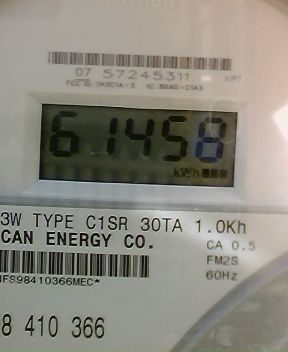 07 57245311
61458
kWh
3W TYPE C1SR 30TA 1.0Kh
CAN ENERGY CO.
CA 0.5
FM2S
60Hz
IFS98410366MEC*
8 410 366